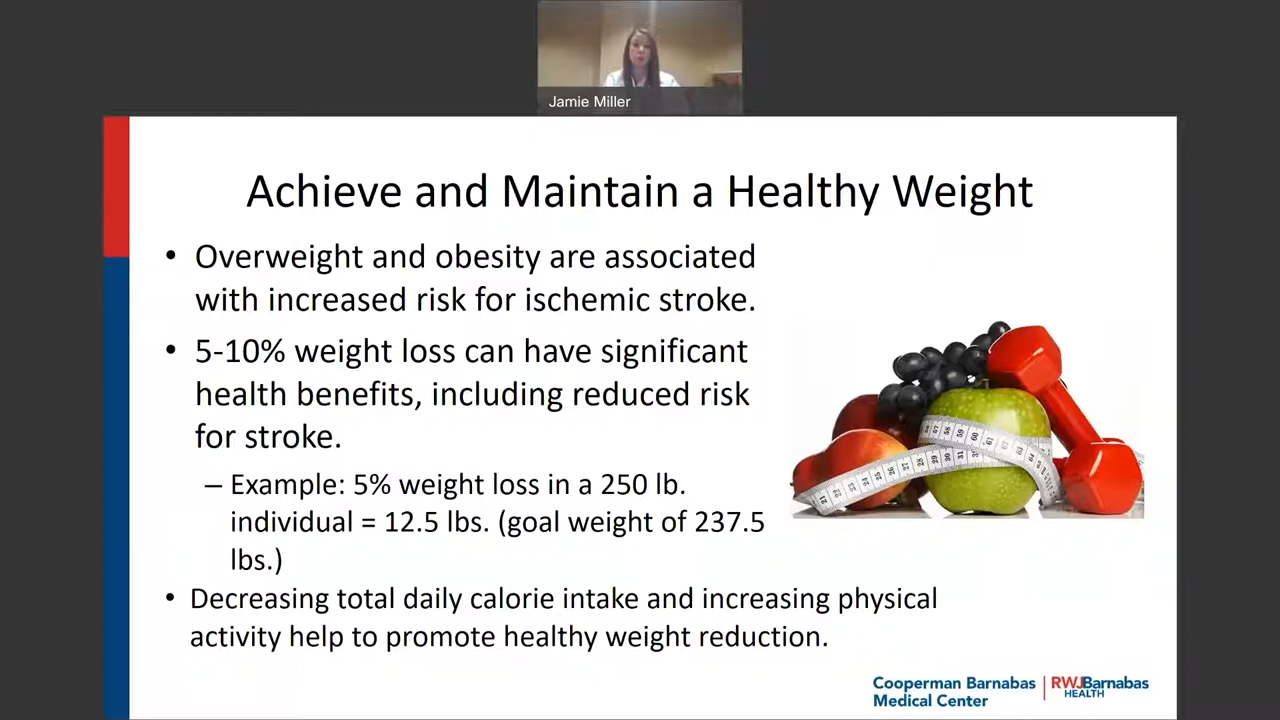 Jamie Miller
Achieve and Maintain a Healthy Weight
• Overweight and obesity are associated
with increased risk for ischemic stroke.
• 5-10% weight loss can have significant
health benefits, including reduced risk
for stroke.
– Example: 5% weight loss in a 250 lb.
individual = 12.5 lbs. (goal weight of 237.5
lbs.)
• Decreasing total daily calorie intake and increasing physical
activity help to promote healthy weight reduction.
Cooperman Barnabas
Medical Center
RWJBarnabas
HEALTH